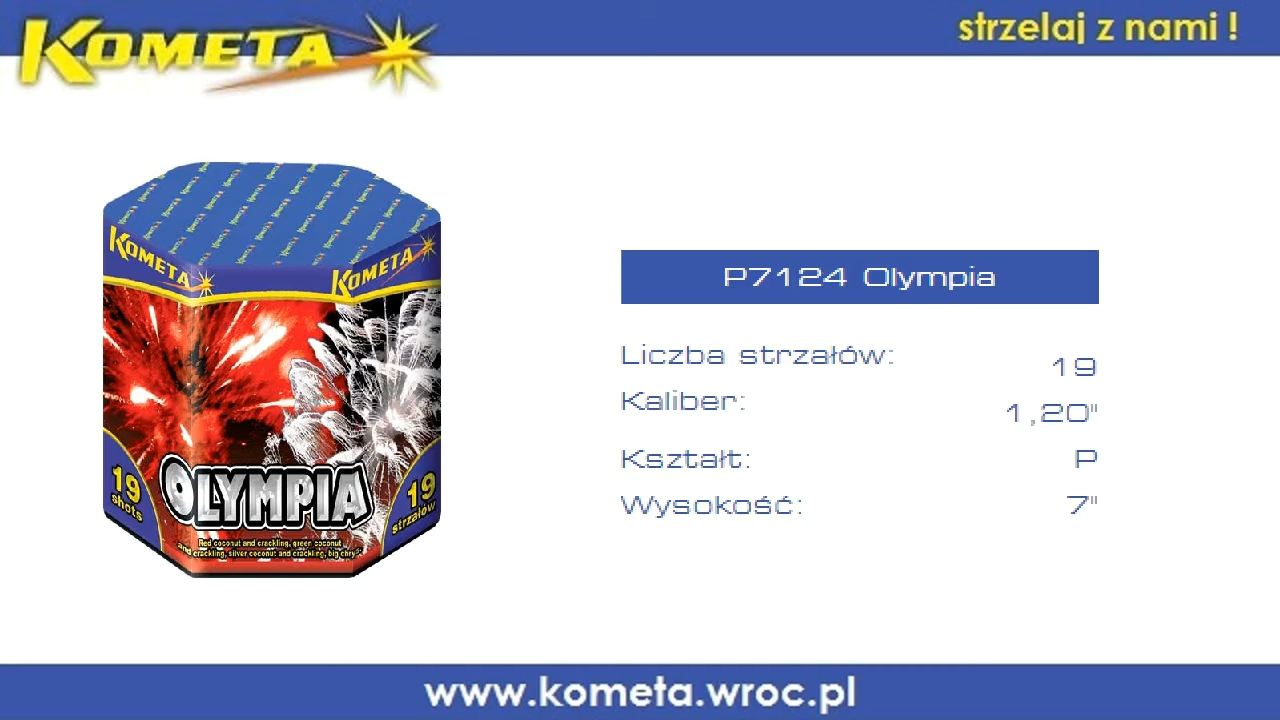 KOMETA
strzelaj z nami !
KOMETA
KOMETA
19
shots
OLYMPIA
19
strzałów
Red coconut and crackling, green coconut
and crackling, silver coconut and crackling, big chrys
P7124 Olympia
Liczba strzałów: 19
Kaliber: 1,20"
Kształt: P
Wysokość: 7"
www.kometa.wroc.pl